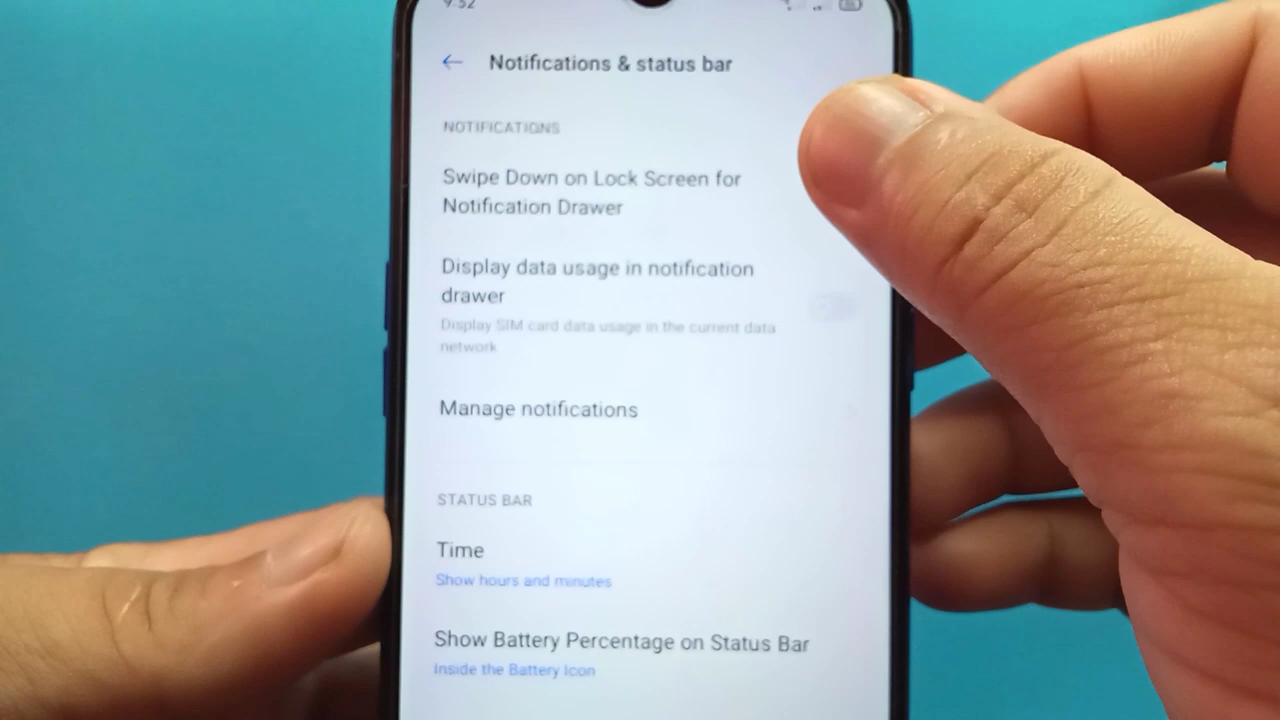 9:52
Notifications & status bar
NOTIFICATIONS
Swipe Down on Lock Screen for
Notification Drawer
Display data usage in notification
drawer
Display SIM card data usage in the current data
network
Manage notifications
STATUS BAR
Time
Show hours and minutes
Show Battery Percentage on Status Bar
Inside the Battery Icon